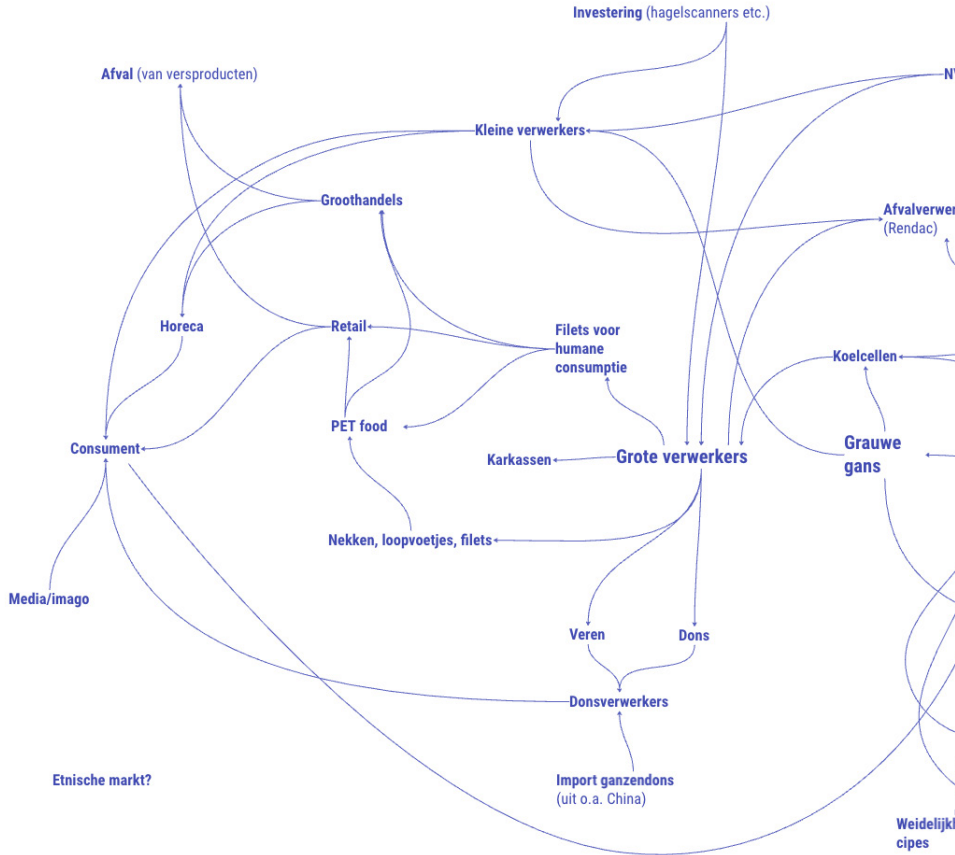 Investering (hagelscanners etc.)
Afval (van versproducten)
Kleine verwerkers
Groothandels
Afvalverwer
(Rendac)
Horeca
Retail
Filets voor
humane
consumptie
Koelcellen
PET food
Consument
Karkassen
Grote verwerkers
Grauwe
gans
Nekken, loopvoetjes, filets
Media/imago
Veren
Dons
Donsverwerkers
Etnische markt?
Import ganzendons
(uit o.a. China)
Weidelijk
cipes